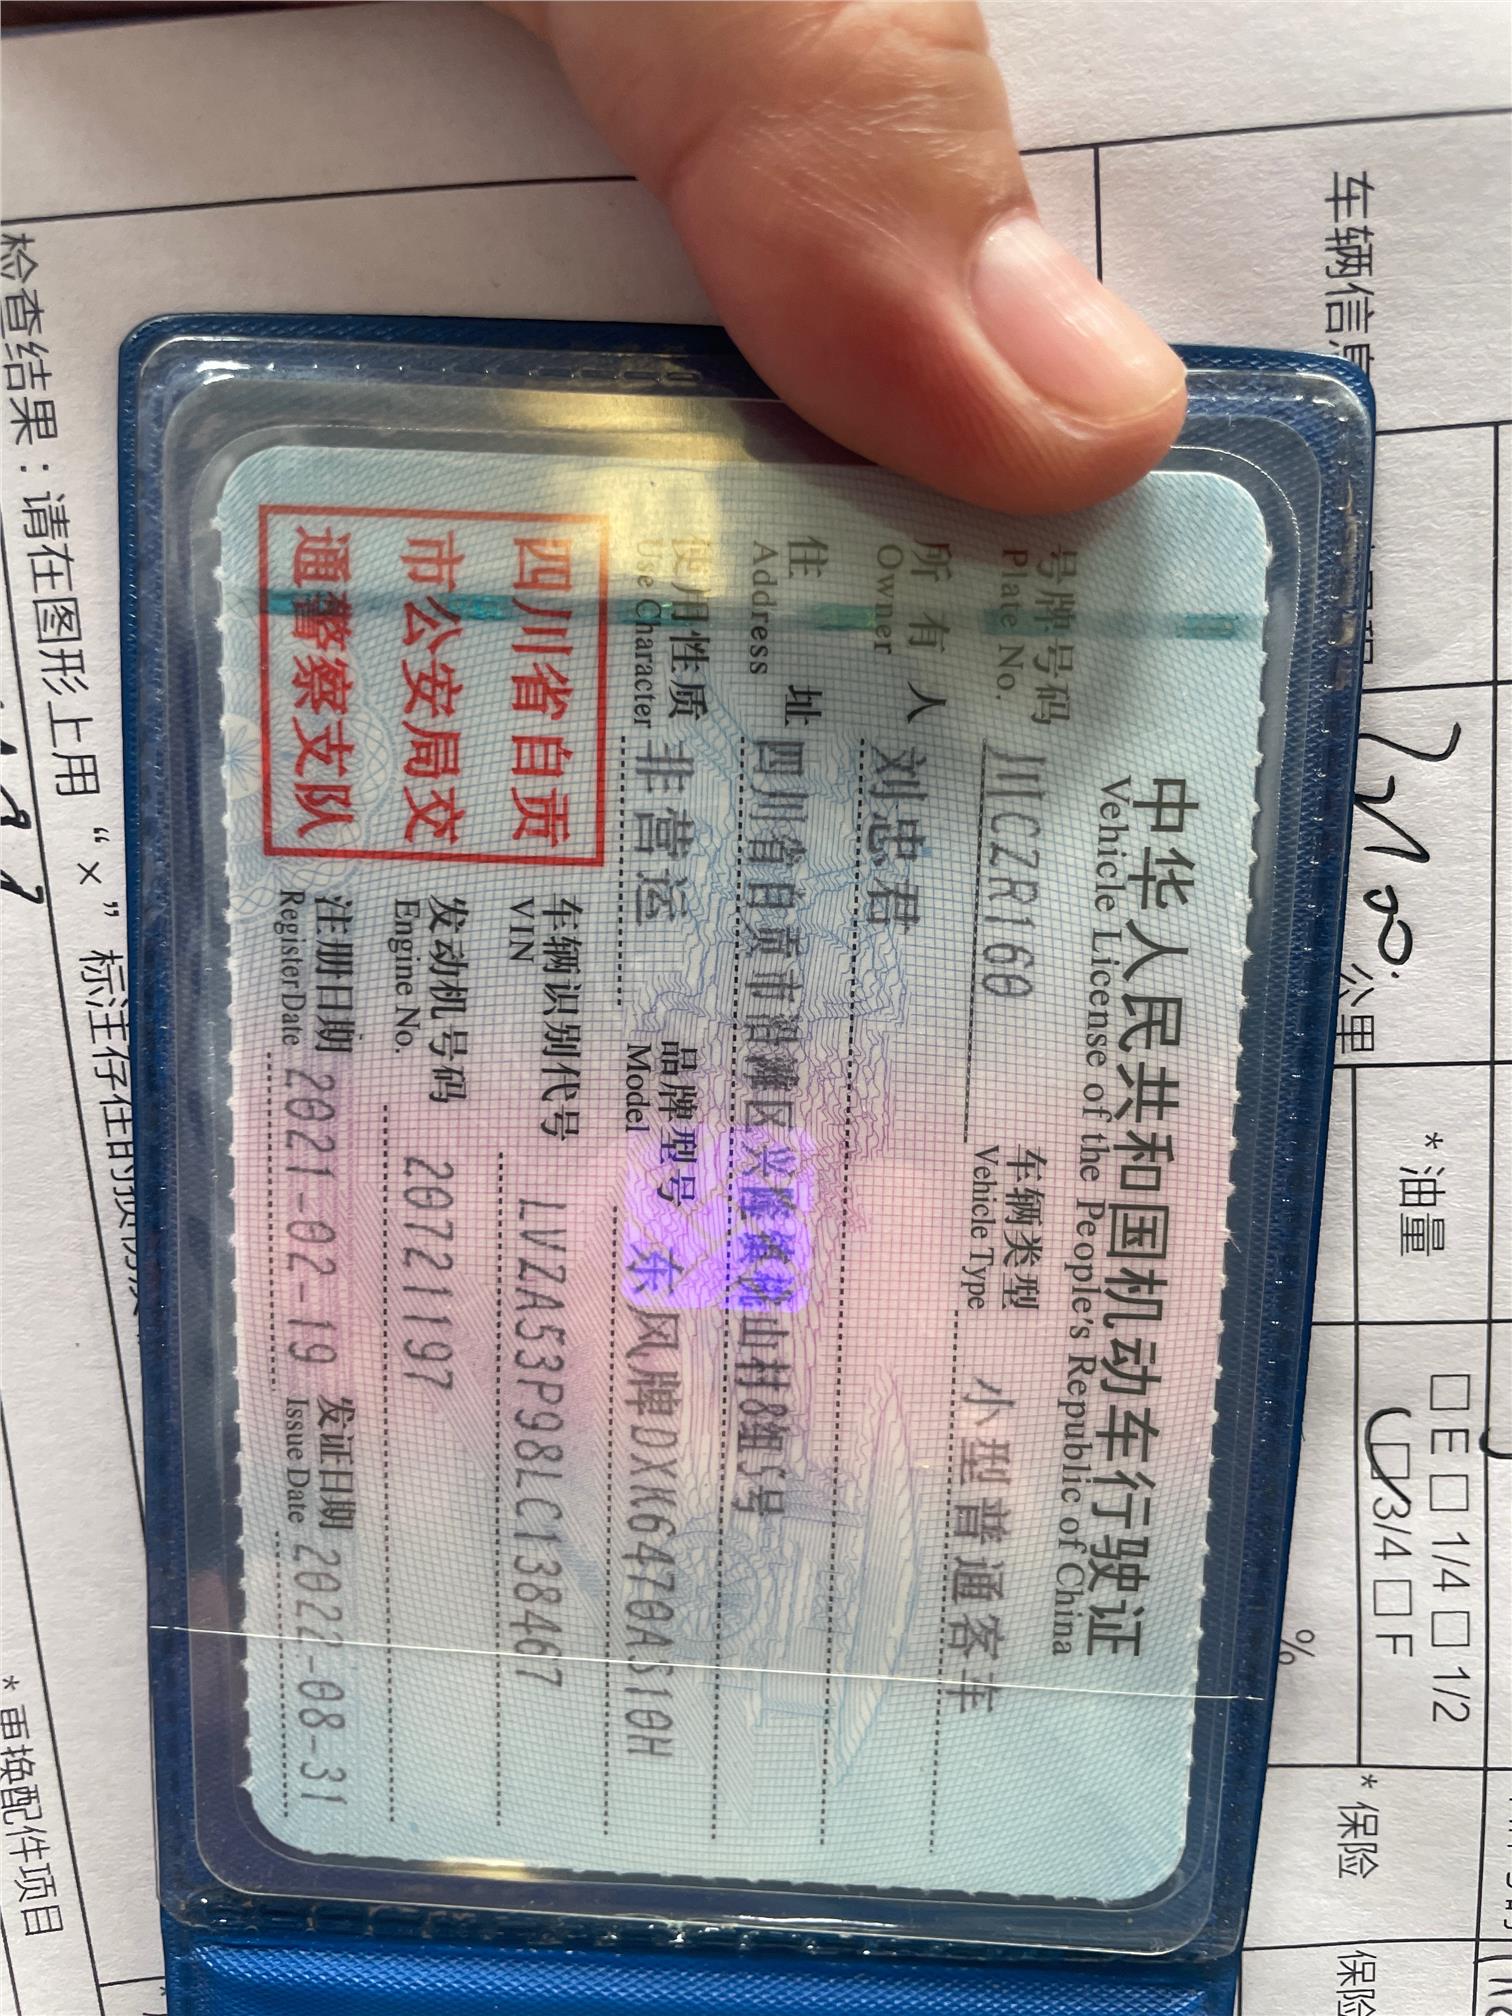 中华人民共和国机动车行驶证
Vehicle License of the People's Republic of China
号牌号码 川CZR160 车辆类型 小型普通客车
Plate No. Vehicle Type
所有人 刘忠君
Owner
住址 四川省自贡市沿滩区兴隆镇 山村8组5号
Address
使用性质 非营运 品牌型号 东风牌DXK6470AS10H
Use Character Model
四川省自贡
市公安局交
通警察支队
车辆识别代号 LVZA53P98LC138467
VIN
发动机号码 20721197
Engine No.
注册日期 2021-02-19 发证日期 2022-08-31
Register Date Issue Date
车辆信息
公里
*油量
□E □1/4 □1/2
□3/4 □F
%
*保险
保险
检查结果：请在图形上用“×”标注存在的损伤
*更换配件项目